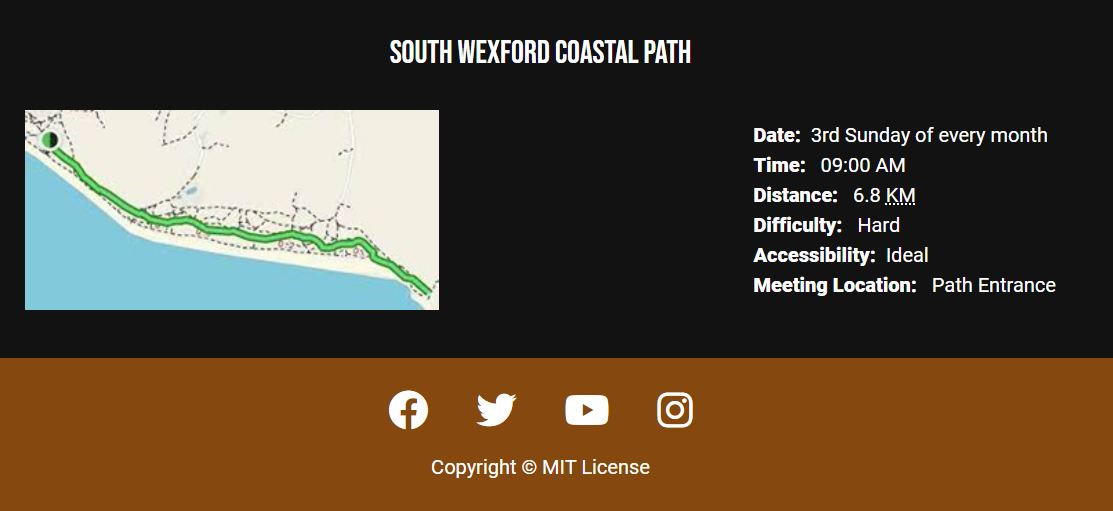 SOUTH WEXFORD COASTAL PATH
Date: 3rd Sunday of every month
Time: 09:00 AM
Distance: 6.8 KM
Difficulty: Hard
Accessibility: Ideal
Meeting Location: Path Entrance
Copyright © MIT License